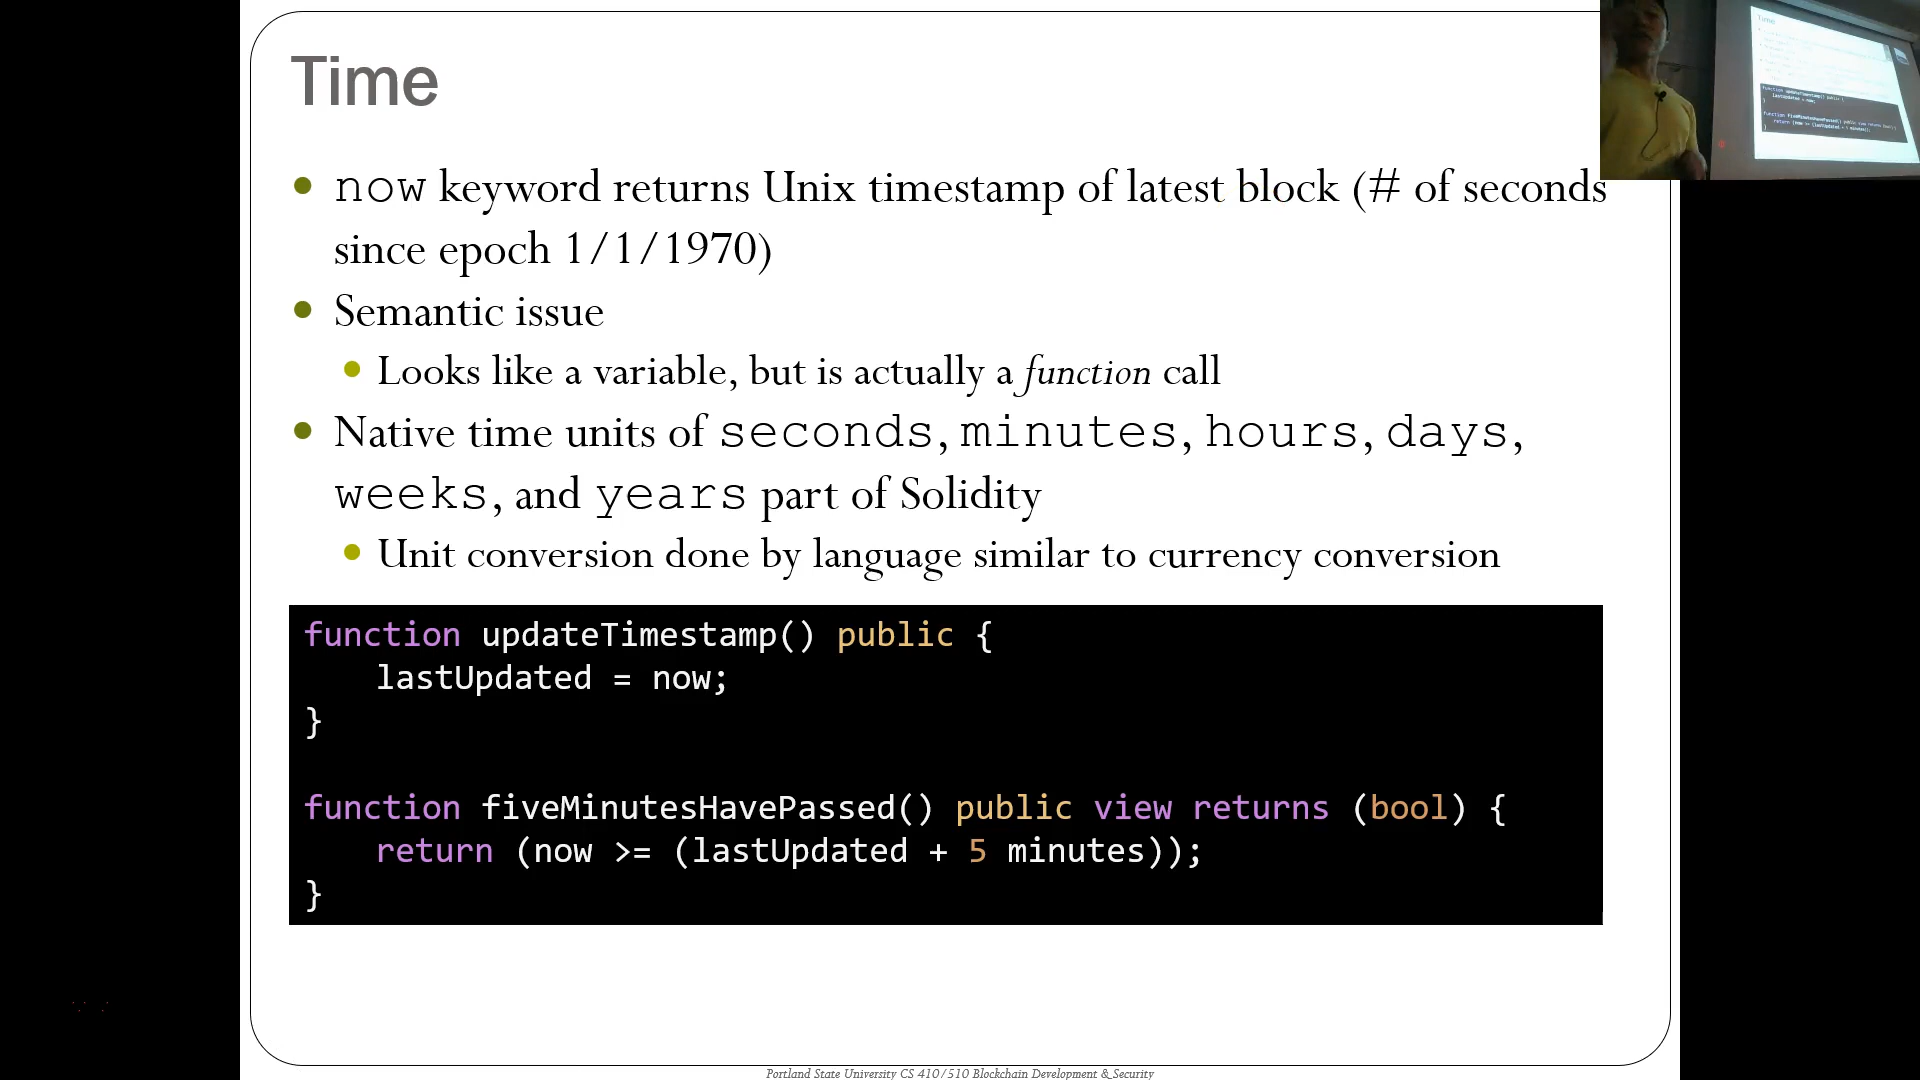 Time
now keyword returns Unix timestamp of latest block (# of seconds
since epoch 1/1/1970)
Semantic issue
Looks like a variable, but is actually a function call
Native time units of seconds, minutes, hours, days,
weeks, and years part of Solidity
Unit conversion done by language similar to currency conversion
function updateTimestamp() public {
    lastUpdated = now;
}
function fiveMinutesHavePassed() public view returns (bool) {
    return (now >= (lastUpdated + 5 minutes));
}
Portland State University CS 410/510 Blockchain Development & Security